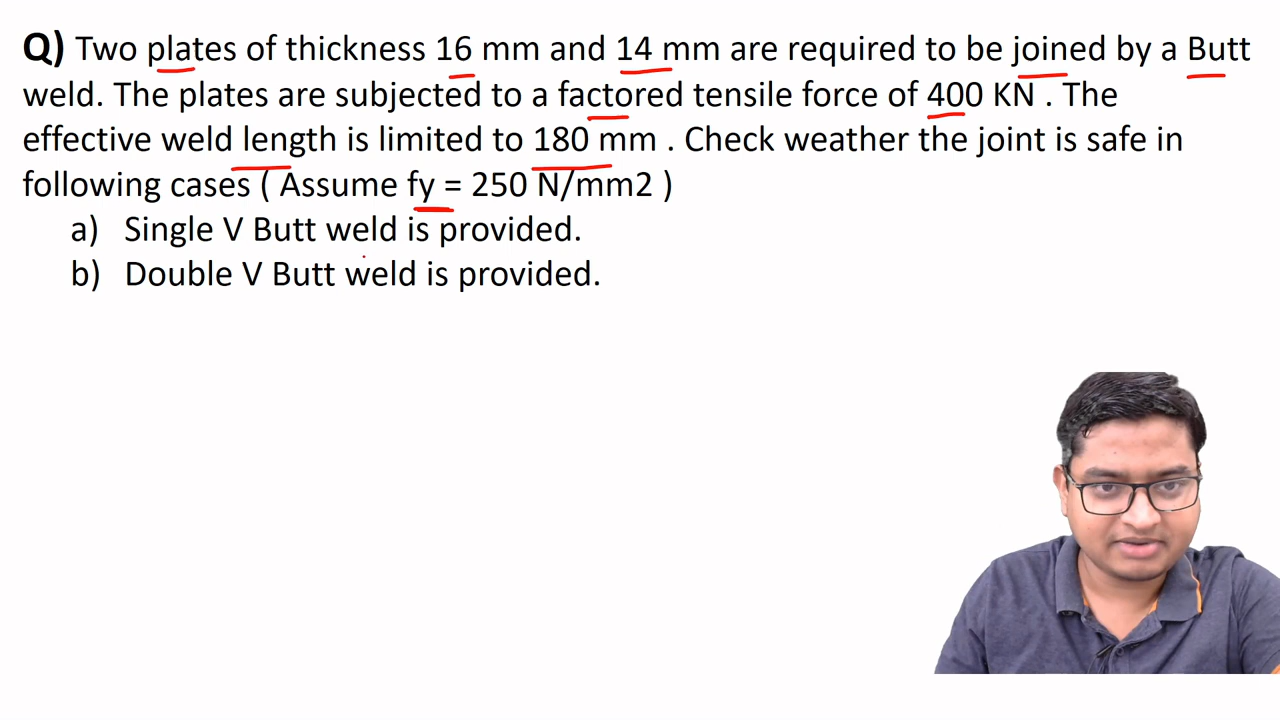 Q) Two plates of thickness 16 mm and 14 mm are required to be joined by a Butt
weld. The plates are subjected to a factored tensile force of 400 KN . The
effective weld length is limited to 180 mm . Check weather the joint is safe in
following cases ( Assume fy = 250 N/mm2 )
a) Single V Butt weld is provided.
b) Double V Butt weld is provided.